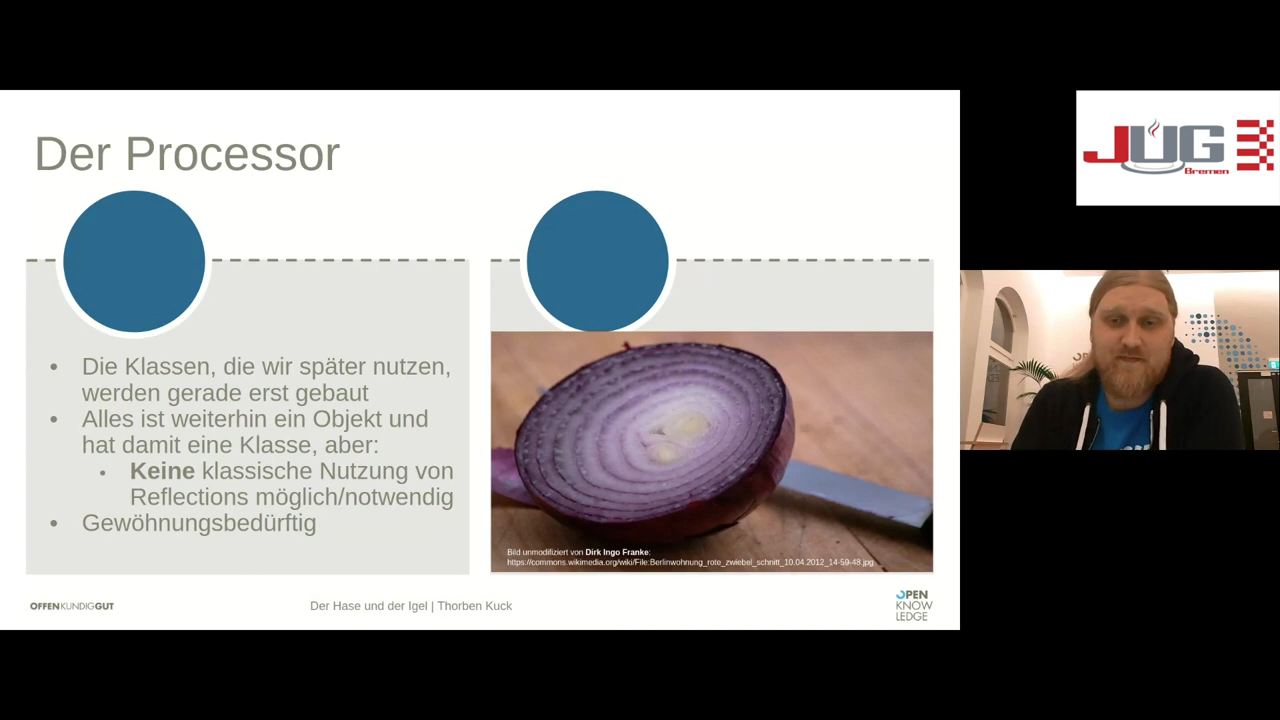 Der Processor
Die Klassen, die wir später nutzen,
werden gerade erst gebaut
Alles ist weiterhin ein Objekt und
hat damit eine Klasse, aber:
Keine klassische Nutzung von
Reflections möglich/notwendig
Gewöhnungsbedürftig
Bild unmodifiziert von Dirk Ingo Franke:
https://commons.wikimedia.org/wiki/File:Berlinwohnung_rote_zwiebel_schnitt_10.04.2012_14-59-48.jpg
OFFENKUNDIGGUT
Der Hase und der Igel | Thorben Kuck
OPEN
KNOW
LEDGE
JUG
Bremen